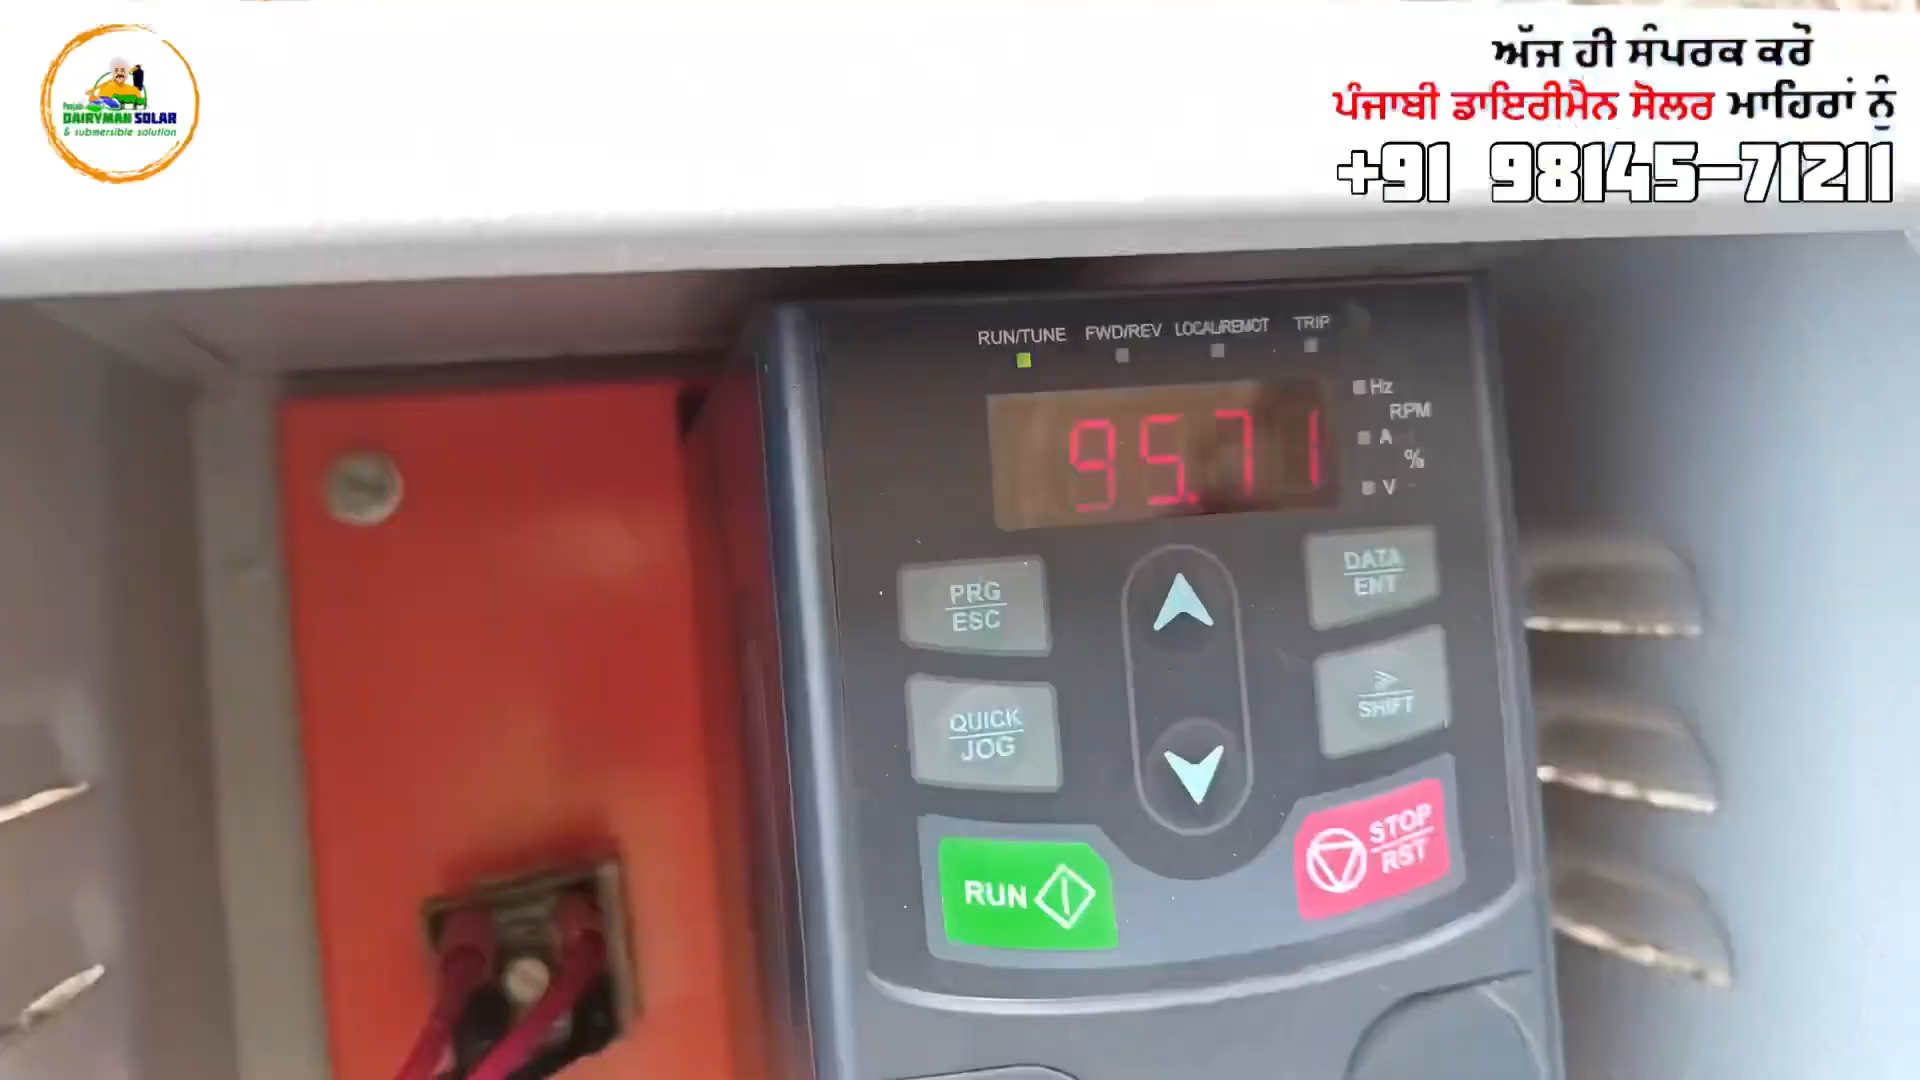 Punjabi
DAIRYMAN SOLAR
& submersible solution
ਅੱਜ ਹੀ ਸੰਪਰਕ ਕਰੋ
ਪੰਜਾਬੀ ਡਾਇਰੀਮੈਨ ਸੋਲਰ ਮਾਹਿਰਾਂ ਨੂੰ
+91 98145-71211
RUN/TUNE FWD/REV LOCAL/REMOT TRIP
95.71
Hz
RPM
A
%
V
PRG
ESC
DATA
ENT
QUICK
JOG
SHIFT
RUN
STOP
RST